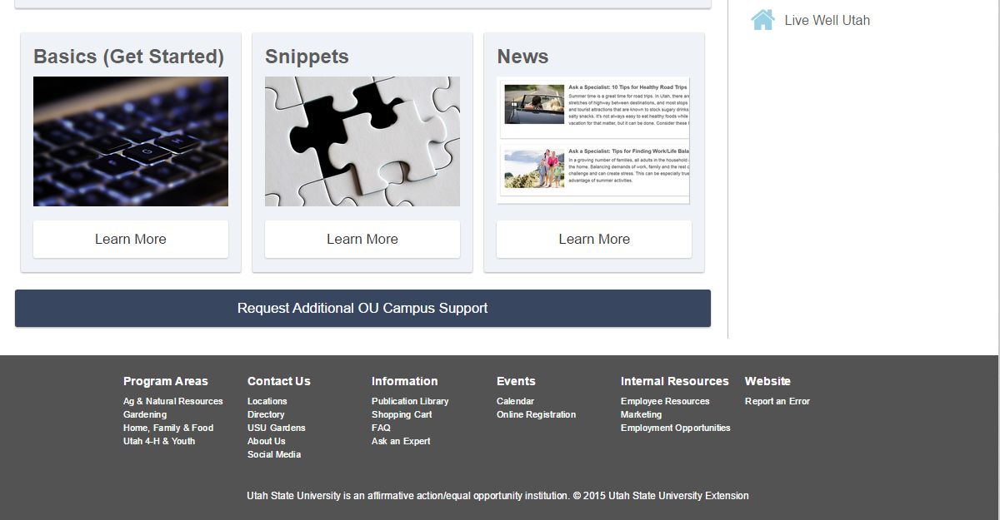 Live Well Utah
Basics (Get Started)
Snippets
News
Ask a Specialist: 10 Tips for Healthy Road Trips
Summer time is a great time for road trips. In Utah, there are
stretches of highway between destinations, and most stops
and tourist attractions that are known to stock sugary drinks
salty snacks. It's not always easy to eat healthy foods while
vacation for that matter, but it can be done. Consider these
Ask a Specialist: Tips for Finding Work/Life Bala
In a growing number of families, all adults in the household
the home. Balancing demands of work, family and the rest
challenge and can create stress. This can be especially true
advantage of summer activities.
G
H
Learn More
Learn More
Learn More
Request Additional OU Campus Support
Program Areas
Ag & Natural Resources
Gardening
Home, Family & Food
Utah 4-H & Youth
Contact Us
Locations
Directory
USU Gardens
About Us
Social Media
Information
Publication Library
Shopping Cart
FAQ
Ask an Expert
Events
Calendar
Online Registration
Internal Resources
Employee Resources
Marketing
Employment Opportunities
Website
Report an Error
Utah State University is an affirmative action/equal opportunity institution. © 2015 Utah State University Extension